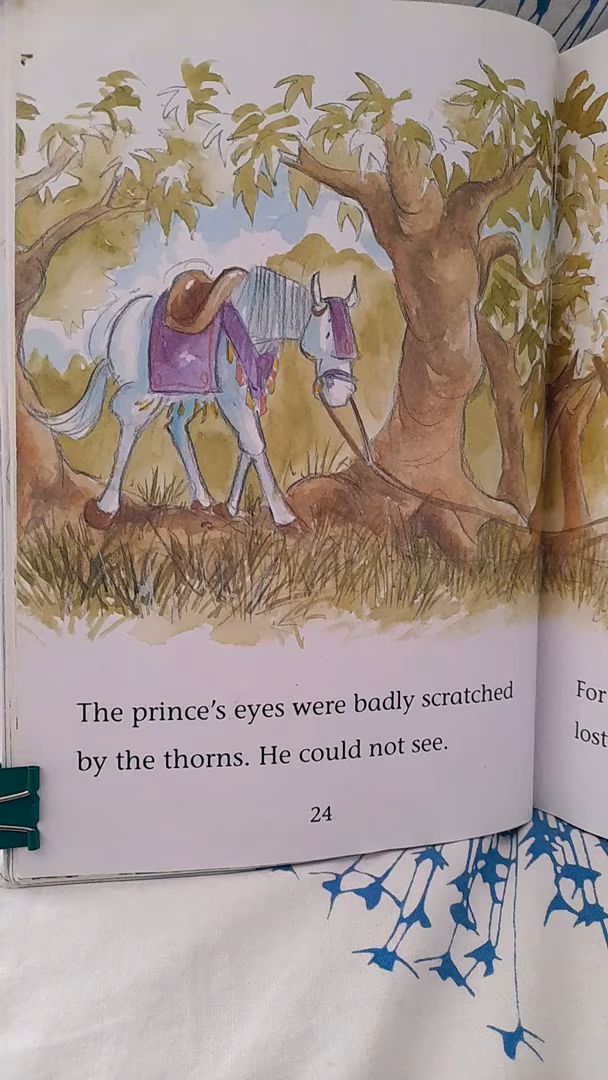 The prince's eyes were badly scratched
by the thorns. He could not see.
24
For
lost